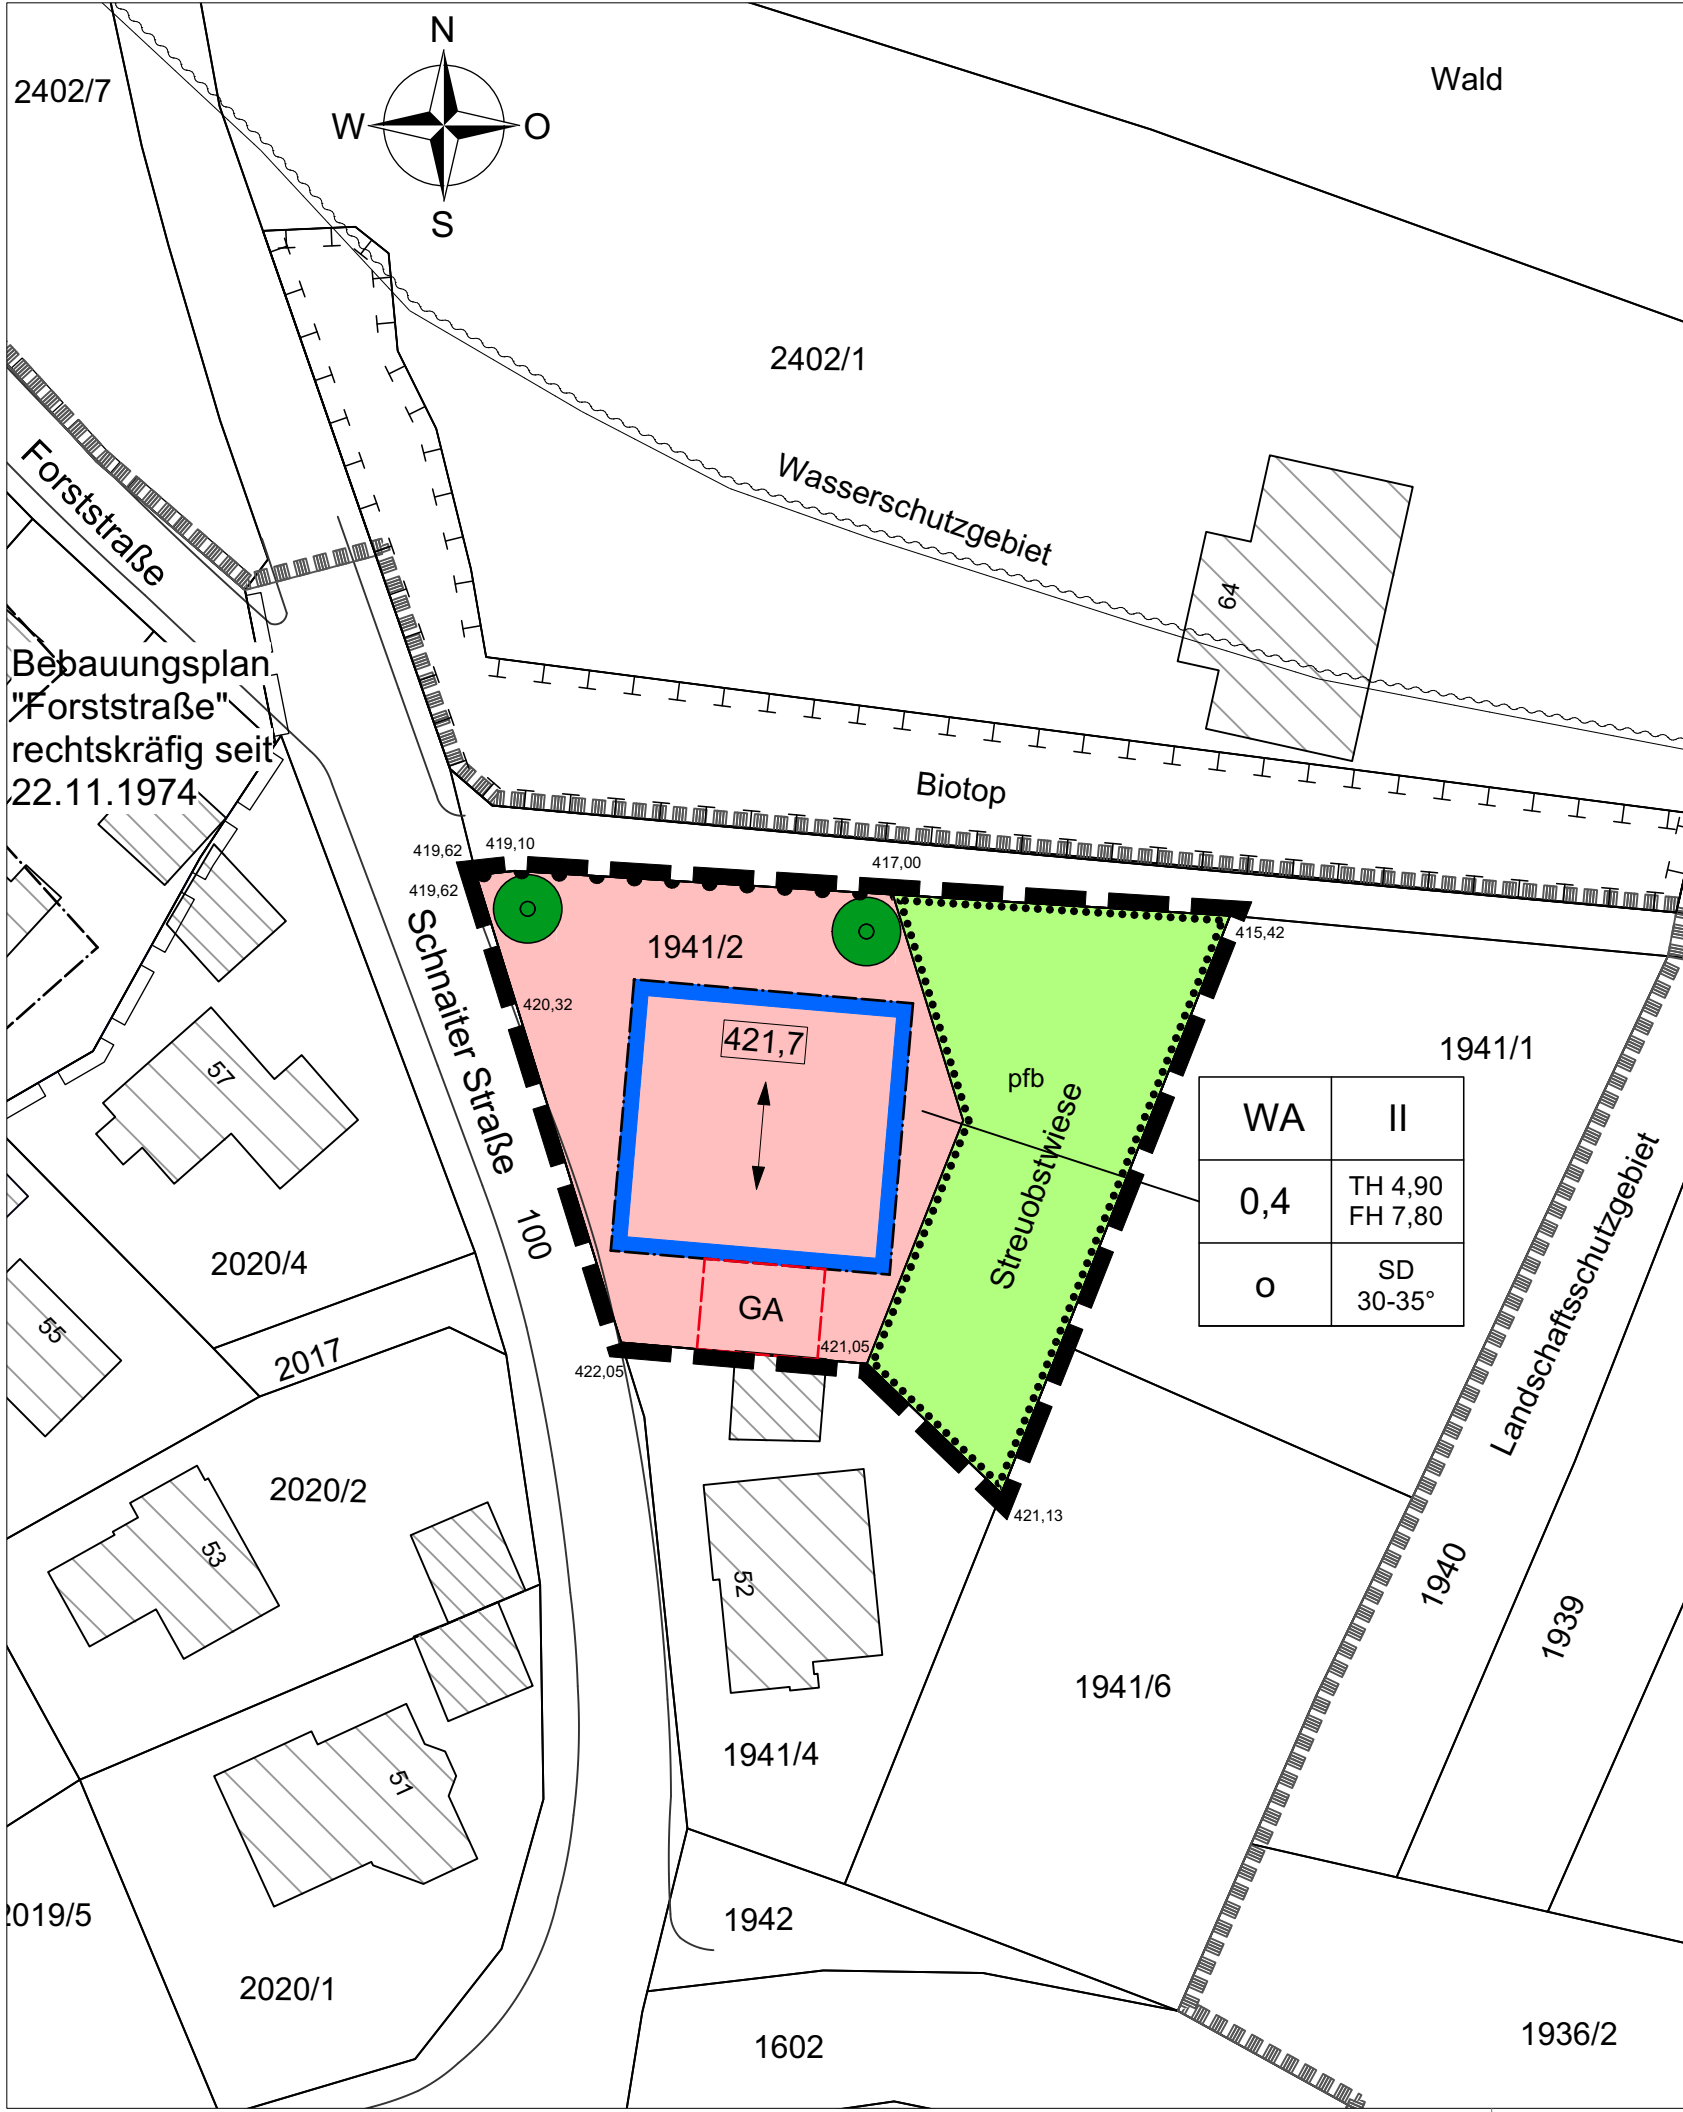 N
Wald
2402/7
W
O
S
2402/1
Forststraße
Wasserschutzgebiet
64
Bebauungsplan
"Forststraße"
rechtskräfig seit
22.11.1974
Biotop
419,62
419,10
417,00
419,62
415,42
1941/2
Schnaiter Straße
100
420,32
421,7
1941/1
57
pfb
Streuobstwiese
WA
II
0,4
TH 4,90
FH 7,80
o
SD
30-35°
Landschaftsschutzgebiet
2020/4
GA
55
2017
421,05
422,05
2020/2
421,13
53
52
1940
1939
1941/6
1941/4
51
2019/5
1942
2020/1
1602
1936/2